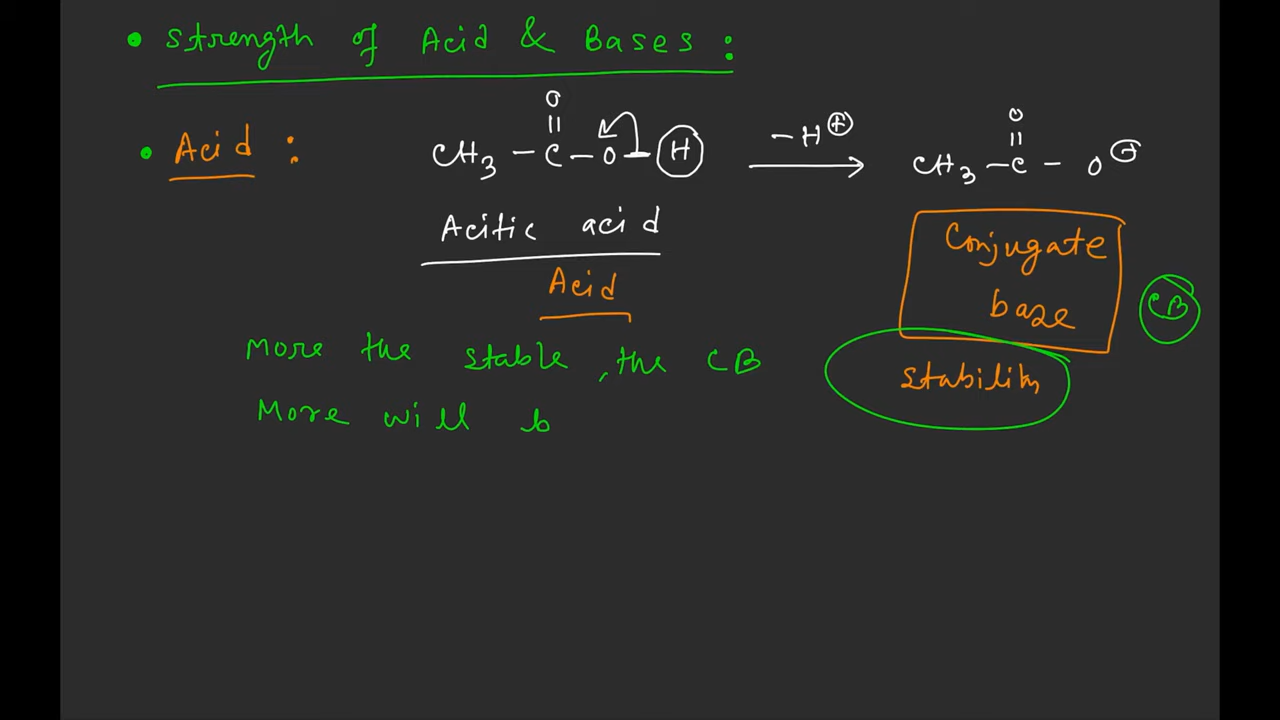 • Strength of Acid & Bases :
• Acid :
CH3 – C(=O) – O – H  –H⊕ →  CH3 – C(=O) – O⊖
Acitic acid
Acid
Conjugate
base
CB
Stability
More the stable, the CB
More will b